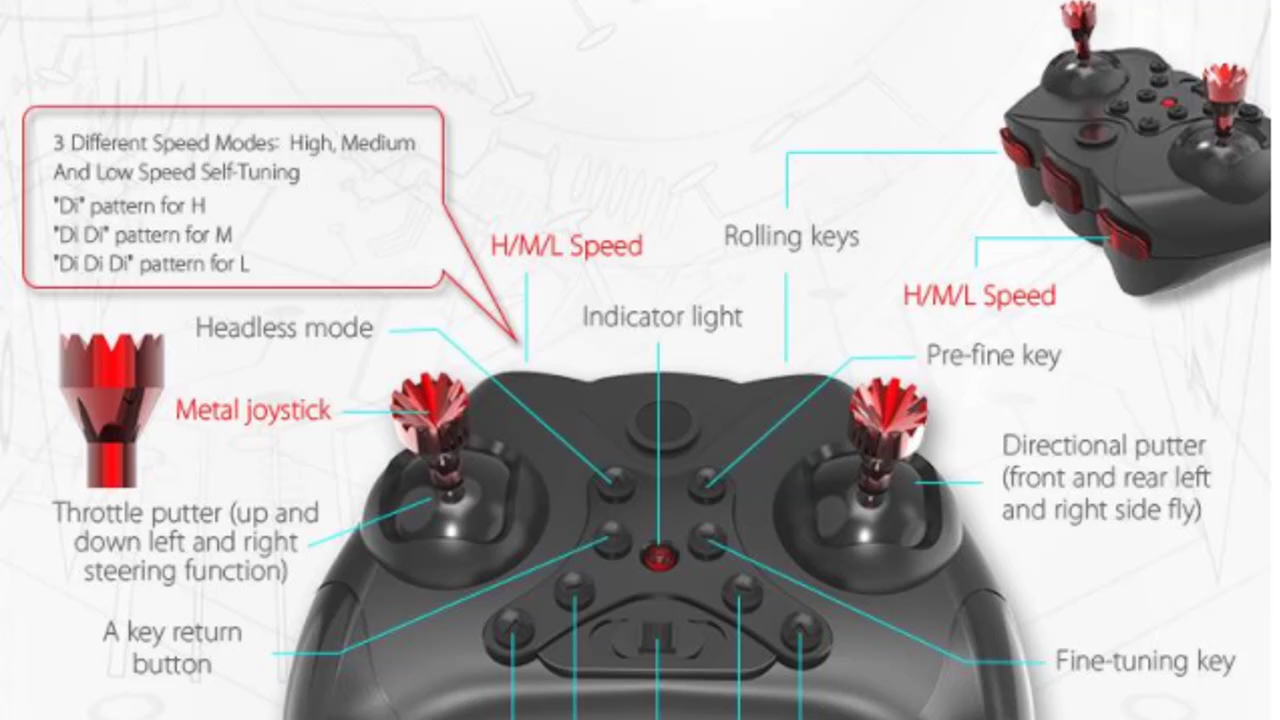 3 Different Speed Modes: High, Medium
And Low Speed Self-Tuning
"Di" pattern for H
"Di Di" pattern for M
"Di Di Di" pattern for L
H/M/L Speed
Rolling keys
H/M/L Speed
Headless mode
Indicator light
Pre-fine key
Metal joystick
Directional putter
(front and rear left
and right side fly)
Throttle putter (up and
down left and right
steering function)
A key return
button
Fine-tuning key